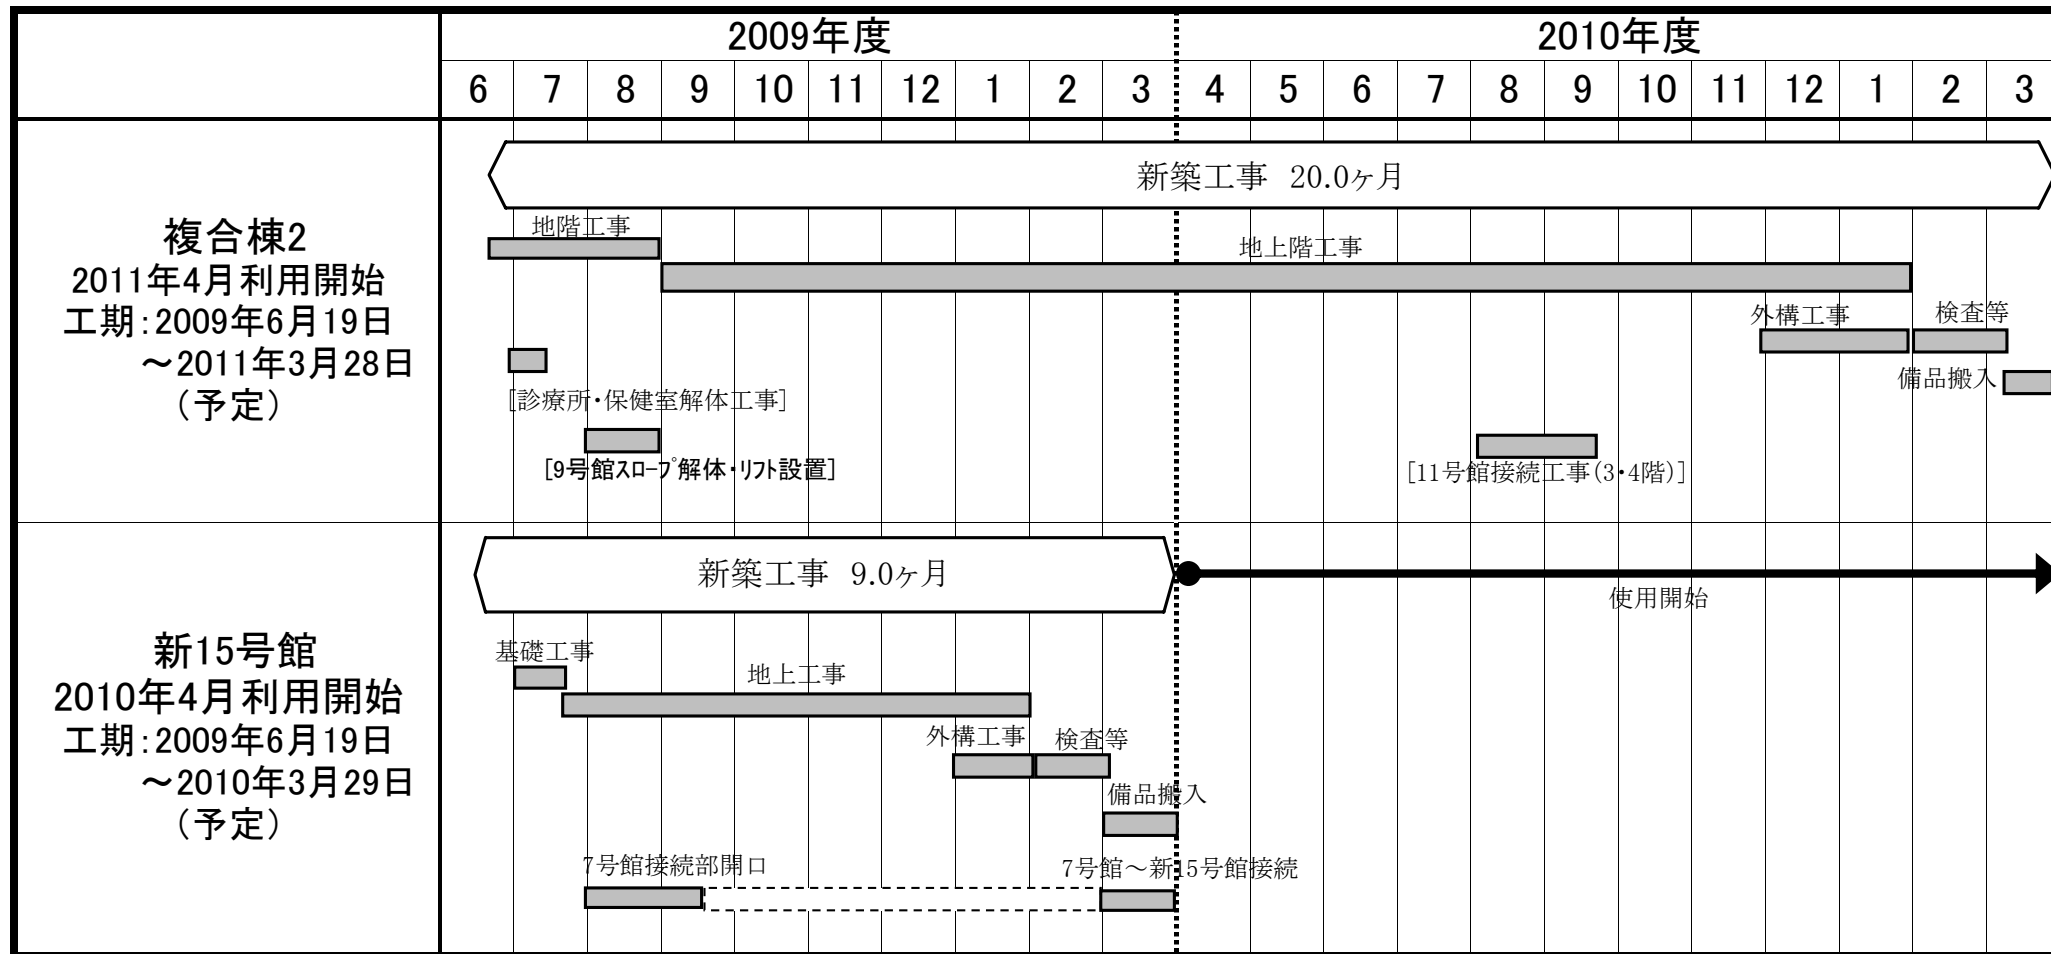 2009年度 2010年度
6 7 8 9 10 11 12 1 2 3 4 5 6 7 8 9 10 11 12 1 2 3
複合棟2
2011年4月利用開始
工期：2009年6月19日
～2011年3月28日
（予定）
新築工事 20.0ヶ月
地階工事
地上階工事
外構工事
検査等
備品搬入
[診療所・保健室解体工事]
[9号館スロープ解体・リフト設置]
[11号館接続工事（3・4階）]
新15号館
2010年4月利用開始
工期：2009年6月19日
～2010年3月29日
（予定）
新築工事 9.0ヶ月
使用開始
基礎工事
地上工事
外構工事
検査等
備品搬入
7号館接続部開口
7号館～新15号館接続